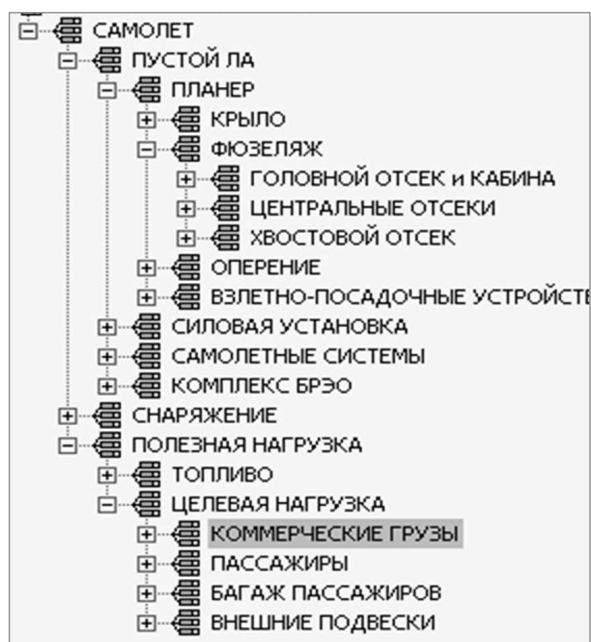 САМОЛЕТ
ПУСТОЙ ЛА
ПЛАНЕР
КРЫЛО
ФЮЗЕЛЯЖ
ГОЛОВНОЙ ОТСЕК и КАБИНА
ЦЕНТРАЛЬНЫЕ ОТСЕКИ
ХВОСТОВОЙ ОТСЕК
ОПЕРЕНИЕ
ВЗЛЕТНО-ПОСАДОЧНЫЕ УСТРОЙСТВ
СИЛОВАЯ УСТАНОВКА
САМОЛЕТНЫЕ СИСТЕМЫ
КОМПЛЕКС БРЭО
СНАРЯЖЕНИЕ
ПОЛЕЗНАЯ НАГРУЗКА
ТОПЛИВО
ЦЕЛЕВАЯ НАГРУЗКА
КОММЕРЧЕСКИЕ ГРУЗЫ
ПАССАЖИРЫ
БАГАЖ ПАССАЖИРОВ
ВНЕШНИЕ ПОДВЕСКИ